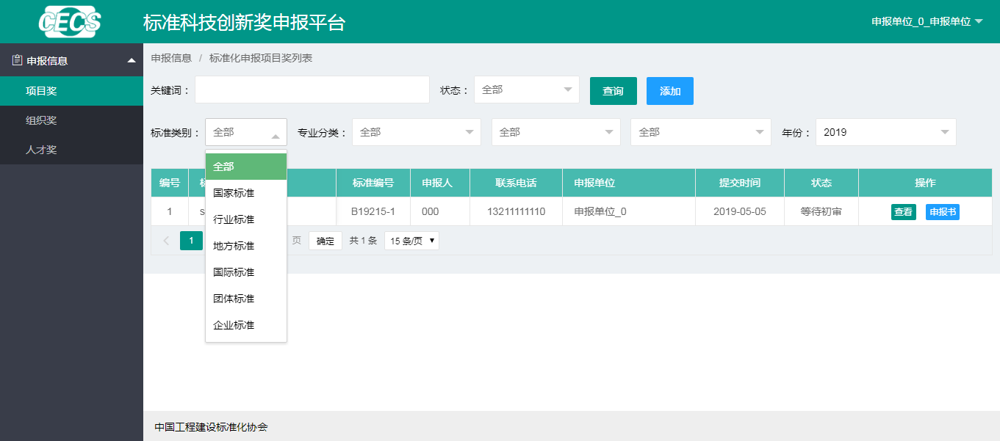 CECS
标准科技创新奖申报平台
申报单位_0_申报单位
申报信息
项目奖
组织奖
人才奖
申报信息 / 标准化申报项目奖列表
关键词： 状态： 全部 查询 添加
标准类别： 全部 专业分类： 全部 全部 全部 年份： 2019
全部
国家标准
行业标准
地方标准
国际标准
团体标准
企业标准
编号 标准编号 申报人 联系电话 申报单位 提交时间 状态 操作
1 s B19215-1 000 13211111110 申报单位_0 2019-05-05 等待初审 查看 申报书
1 页 确定 共 1 条 15 条/页
中国工程建设标准化协会